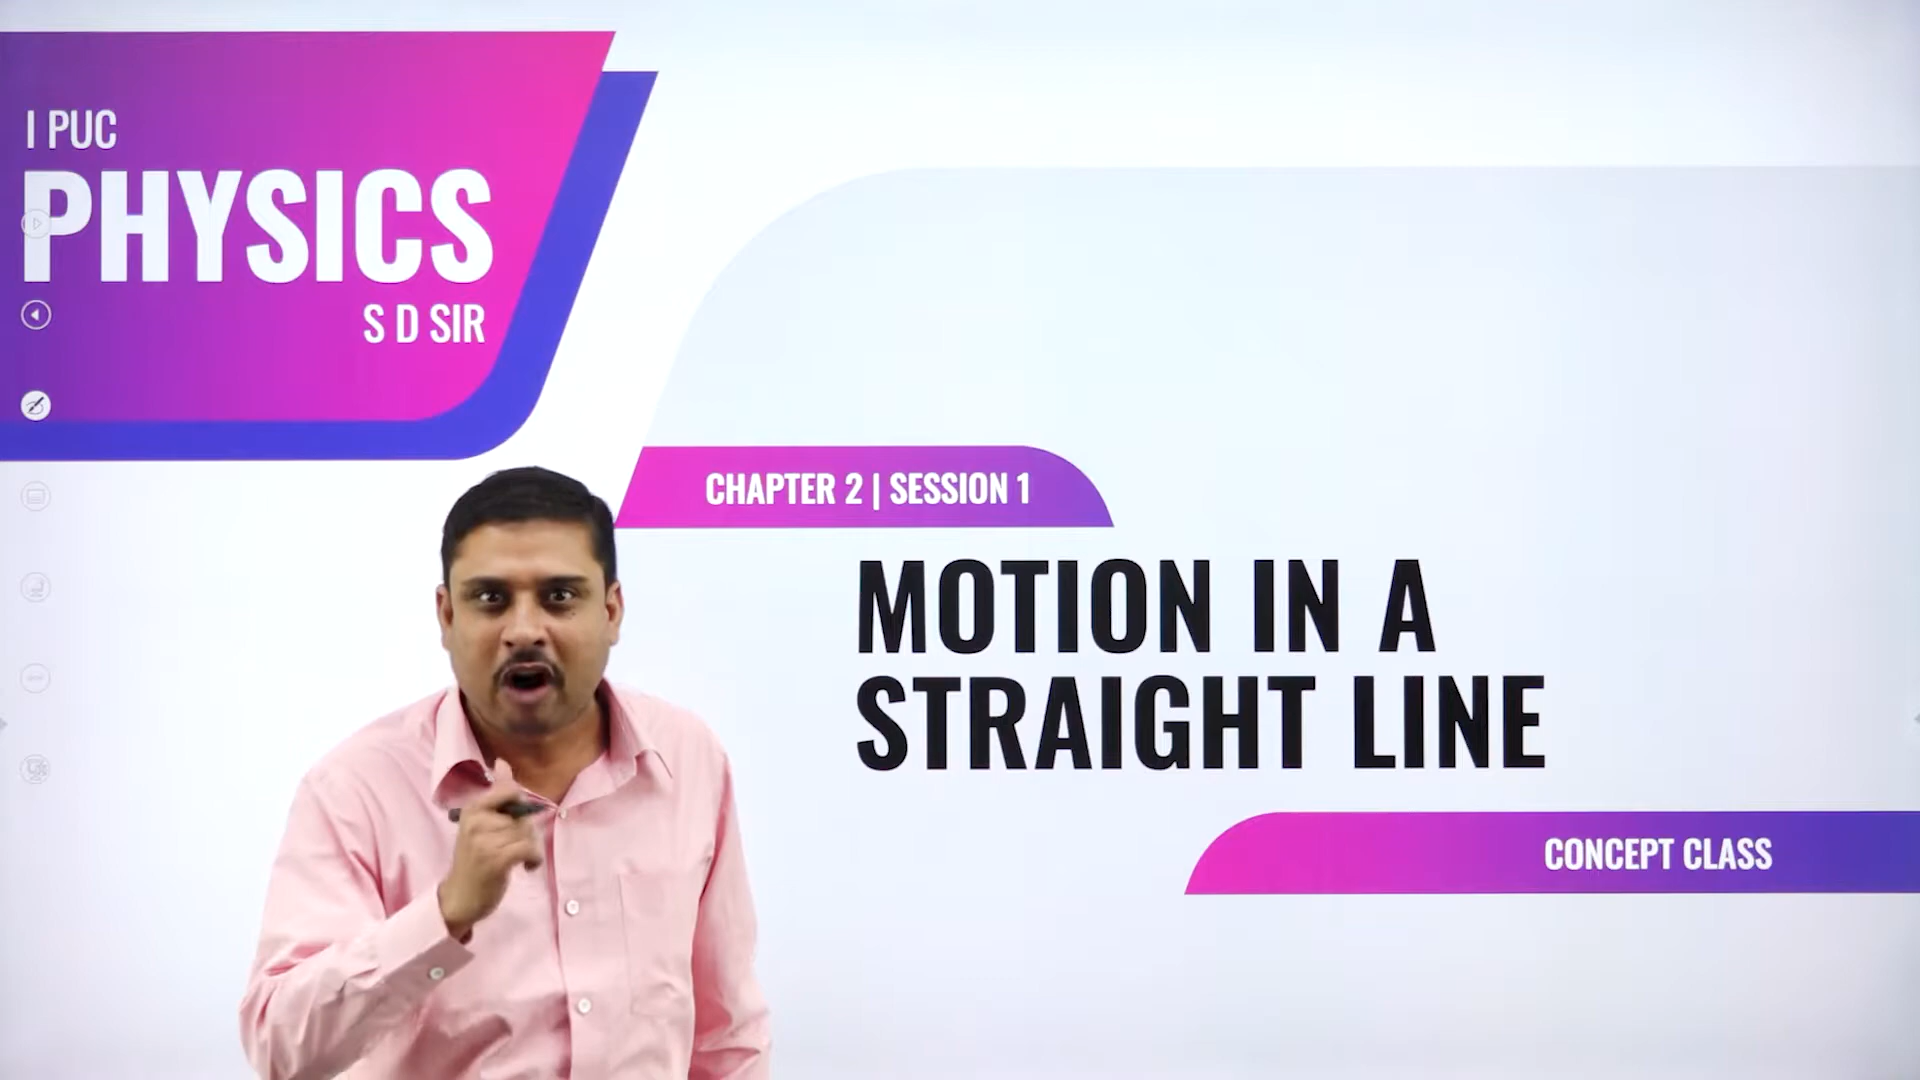 I PUC
PHYSICS
S D SIR
CHAPTER 2 | SESSION 1
MOTION IN A
STRAIGHT LINE
CONCEPT CLASS